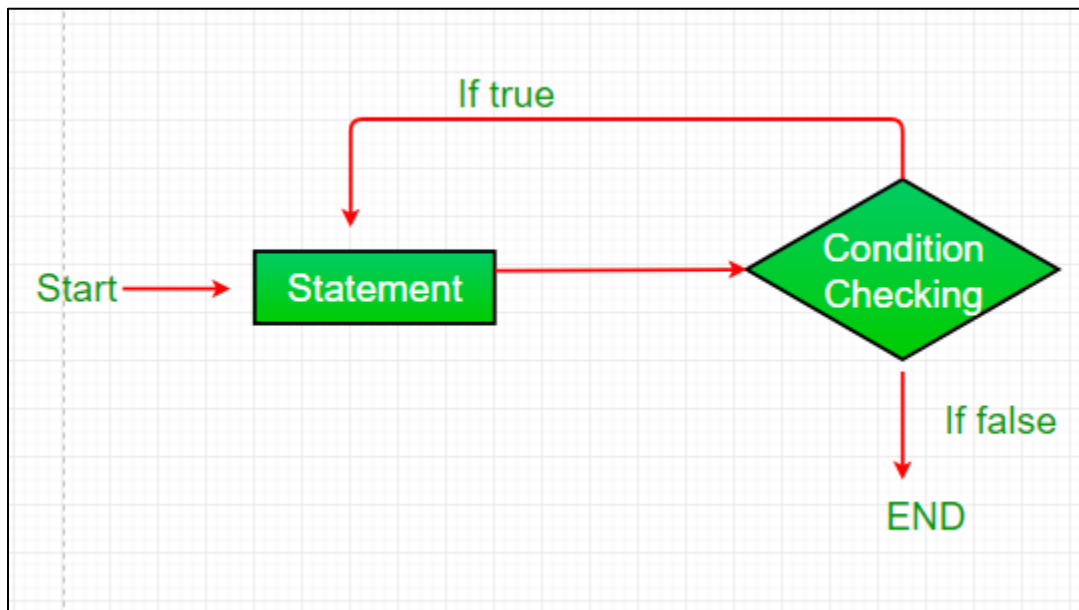 If true
Start
Statement
Condition
Checking
If false
END